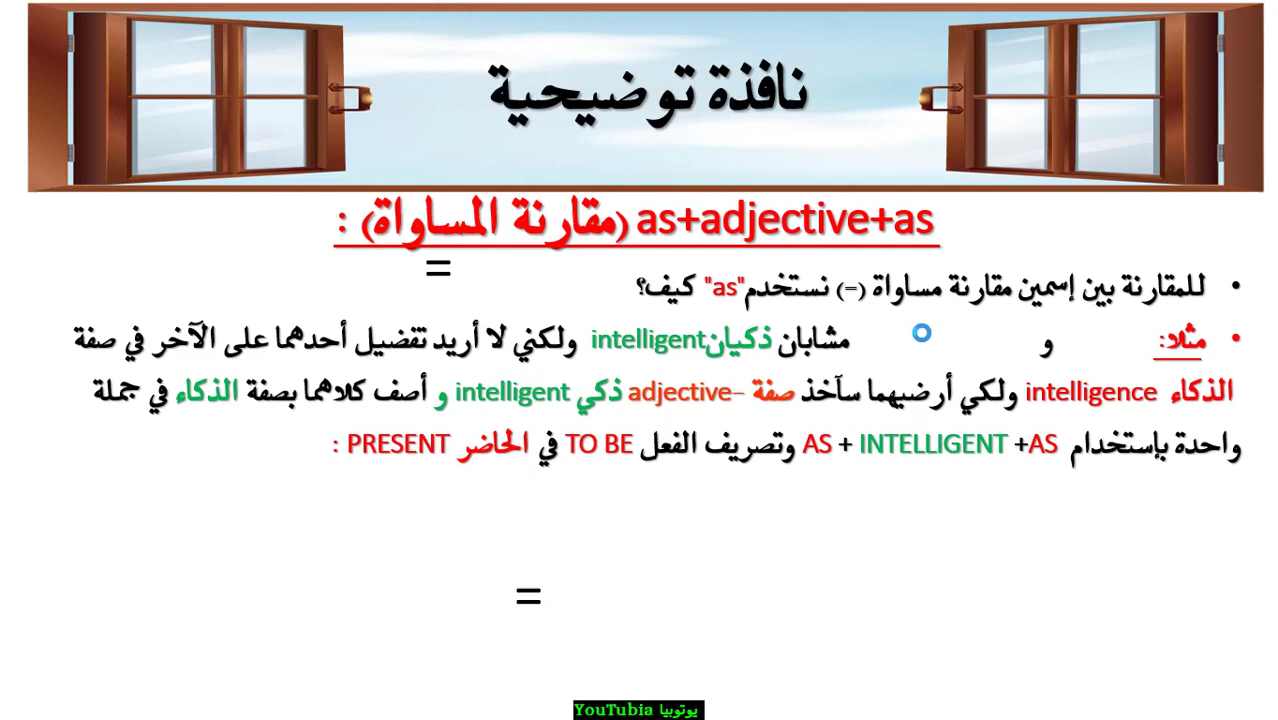 نافذة توضيحية
as+adjective+as (مقارنة المساواة) :
=
• للمقارنة بين إسمين مقارنة مساواة (=) نستخدم"as" كيف؟
• مثلا: و مشابان ذكيانintelligent ولكني لا أريد تفضيل أحدهما على الآخر في صفة
الذكاء intelligence ولكي أرضيهما سآخذ صفة –adjective ذكي intelligent و أصف كلاهما بصفة الذكاء في جملة
واحدة بإستخدام AS + INTELLIGENT +AS وتصريف الفعل TO BE في الحاضر PRESENT :
=
YouTubia يوتوبيا